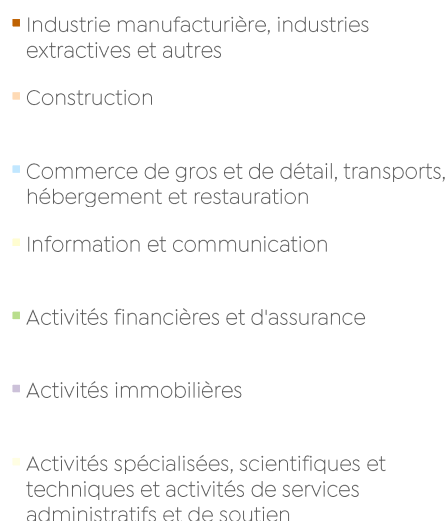 Industrie manufacturière, industries
extractives et autres
Construction
Commerce de gros et de détail, transports,
hébergement et restauration
Information et communication
Activités financières et d'assurance
Activités immobilières
Activités spécialisées, scientifiques et
techniques et activités de services
administratifs et de soutien